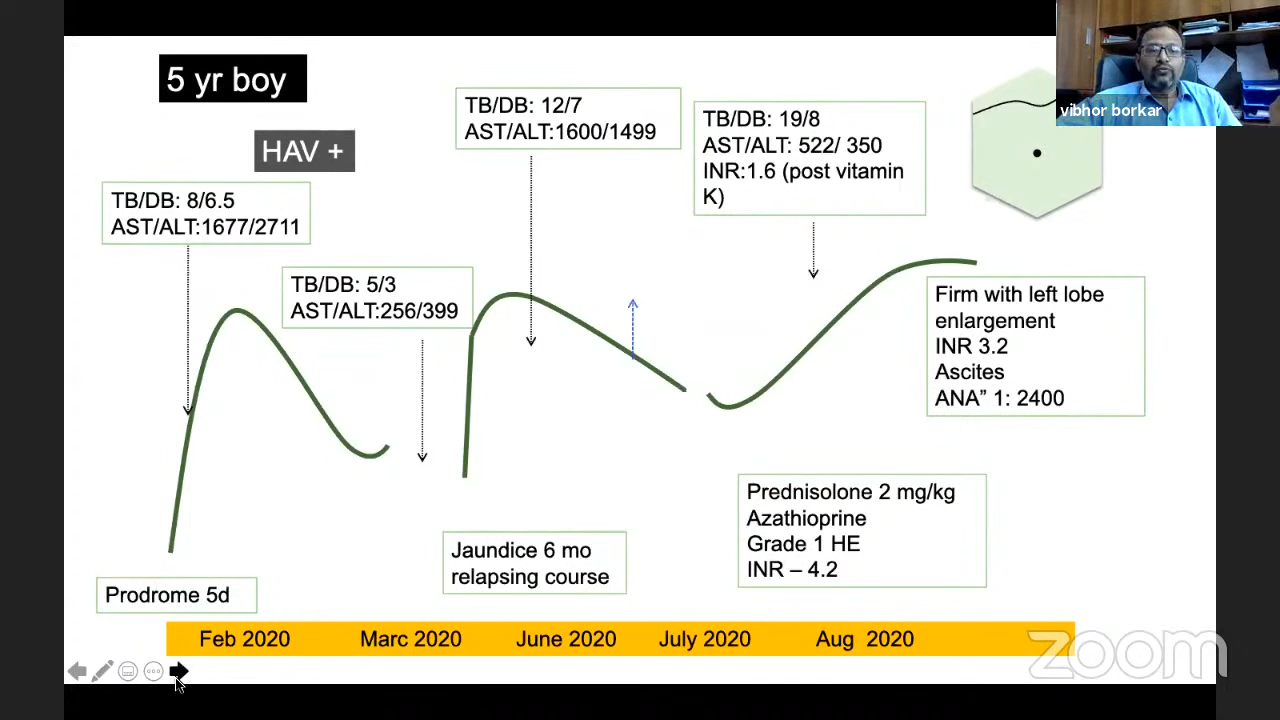 5 yr boy
HAV +
TB/DB: 8/6.5
AST/ALT:1677/2711
TB/DB: 5/3
AST/ALT:256/399
TB/DB: 12/7
AST/ALT:1600/1499
TB/DB: 19/8
AST/ALT: 522/ 350
INR:1.6 (post vitamin
K)
vibhor borkar
Firm with left lobe
enlargement
INR 3.2
Ascites
ANA” 1: 2400
Prednisolone 2 mg/kg
Azathioprine
Grade 1 HE
INR – 4.2
Jaundice 6 mo
relapsing course
Prodrome 5d
Feb 2020 Marc 2020 June 2020 July 2020 Aug 2020
zoom